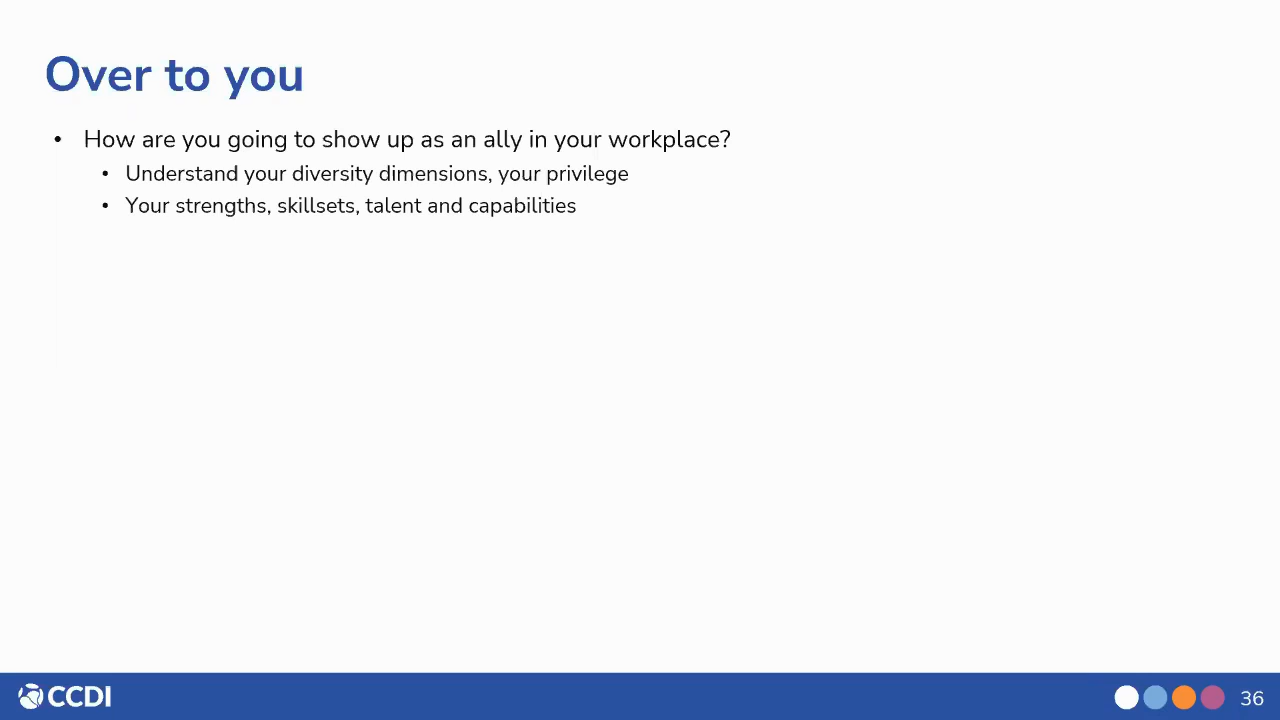 Over to you
• How are you going to show up as an ally in your workplace?
• Understand your diversity dimensions, your privilege
• Your strengths, skillsets, talent and capabilities
CCDI
36